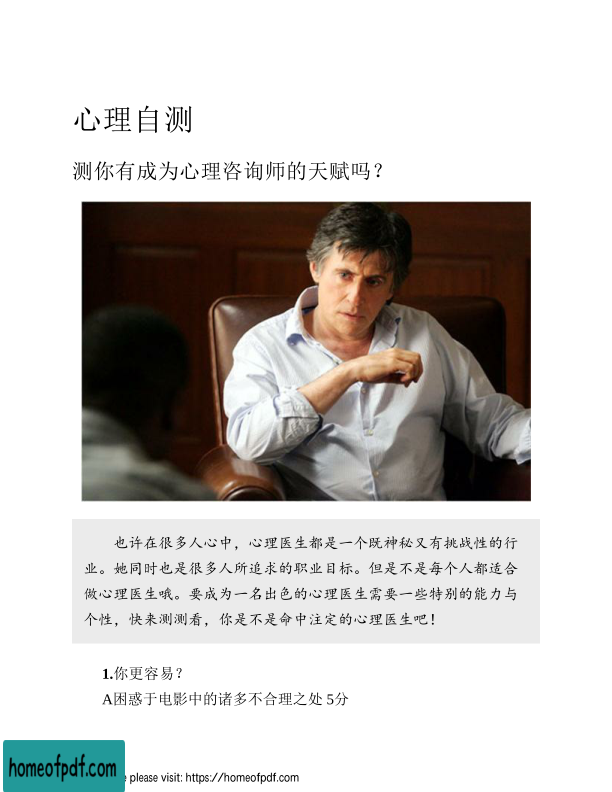 心理自测
测你有成为心理咨询师的天赋吗？
也许在很多人心中，心理医生都是一个既神秘又有挑战性的行
业。她同时也是很多人所追求的职业目标。但是不是每个人都适合
做心理医生哦。要成为一名出色的心理医生需要一些特别的能力与
个性，快来测测看，你是不是命中注定的心理医生吧！
1.你更容易？
A困惑于电影中的诸多不合理之处 5分
homeofpdf.com
e please visit: https://homeofpdf.com